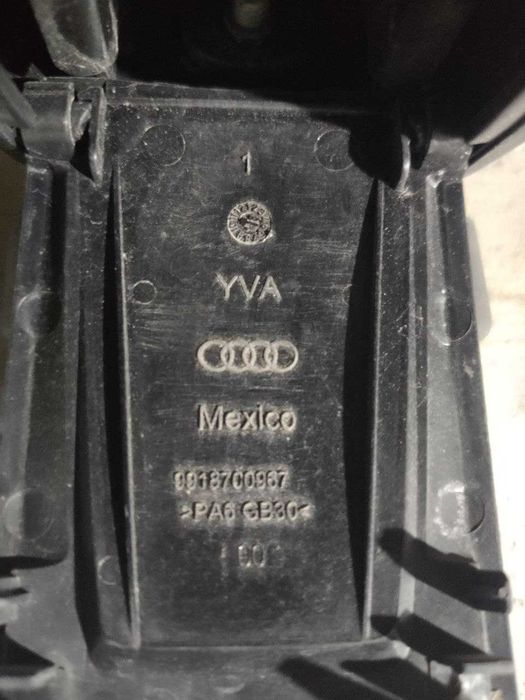 1
YVA
Mexico
9918700967
>PA6 GB30<